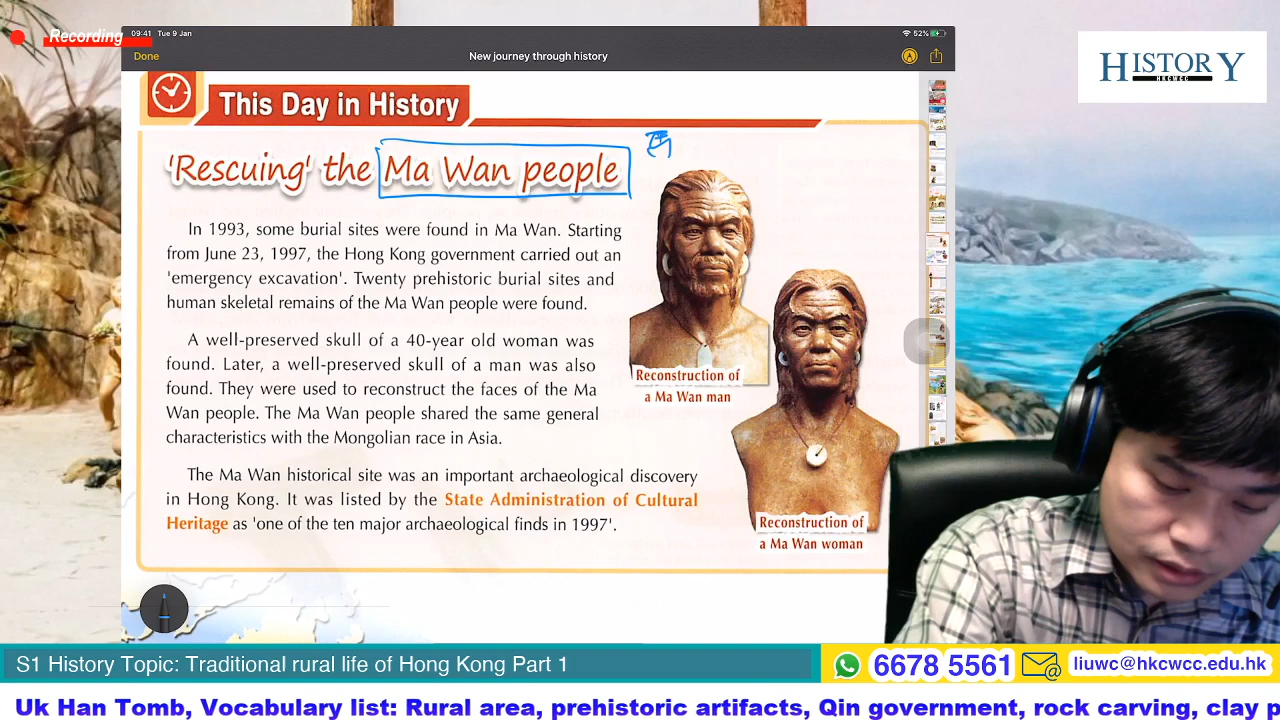 Recording
09:41 Tue 9 Jan
52%
Done
New journey through history
HISTORY
HKCWCC
This Day in History
'Rescuing' the Ma Wan people
In 1997, some burial sites were found in Ma Wan. Starting
from June 23, 1997, the Hong Kong government carried out an
'emergency excavation'. Twenty prehistoric burial sites and
human skeletal remains of the Ma Wan people were found.
A well-preserved skull of a 40-year old woman was
found. Later, a well-preserved skull of a man was also
found. They were used to reconstruct the faces of the Ma
Wan people. The Ma Wan people shared the same general
characteristics with the Mongolian race in Asia.
The Ma Wan historical site was an important archaeological discovery
in Hong Kong. It was listed by the State Administration of Cultural
Heritage as 'one of the ten major archaeological finds in 1997'.
Reconstruction of
a Ma Wan man
Reconstruction of
a Ma Wan woman
S1 History Topic: Traditional rural life of Hong Kong Part 1
6678 5561
liuwc@hkcwcc.edu.hk
Uk Han Tomb, Vocabulary list: Rural area, prehistoric artifacts, Qin government, rock carving, clay p